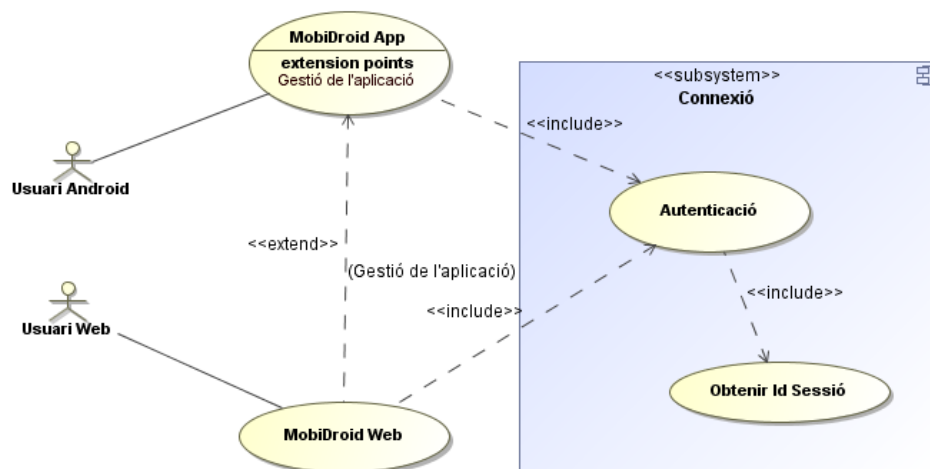 MobiDroid App
extension points
Gestió de l'aplicació
<<subsystem>>
Connexió
<<include>>
Usuari Android
Autenticació
<<extend>>
(Gestió de l'aplicació)
<<include>>
<<include>>
Usuari Web
Obtenir Id Sessió
MobiDroid Web